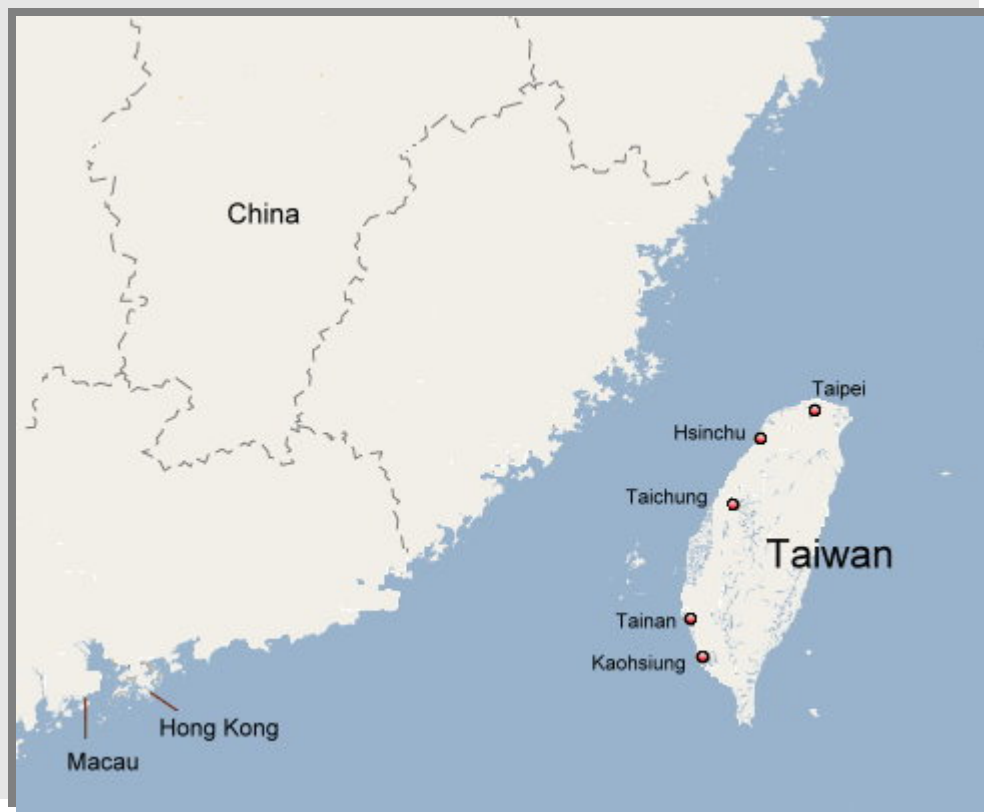 China
Taipei
Hsinchu
Taichung
Taiwan
Tainan
Kaohsiung
Hong Kong
Macau